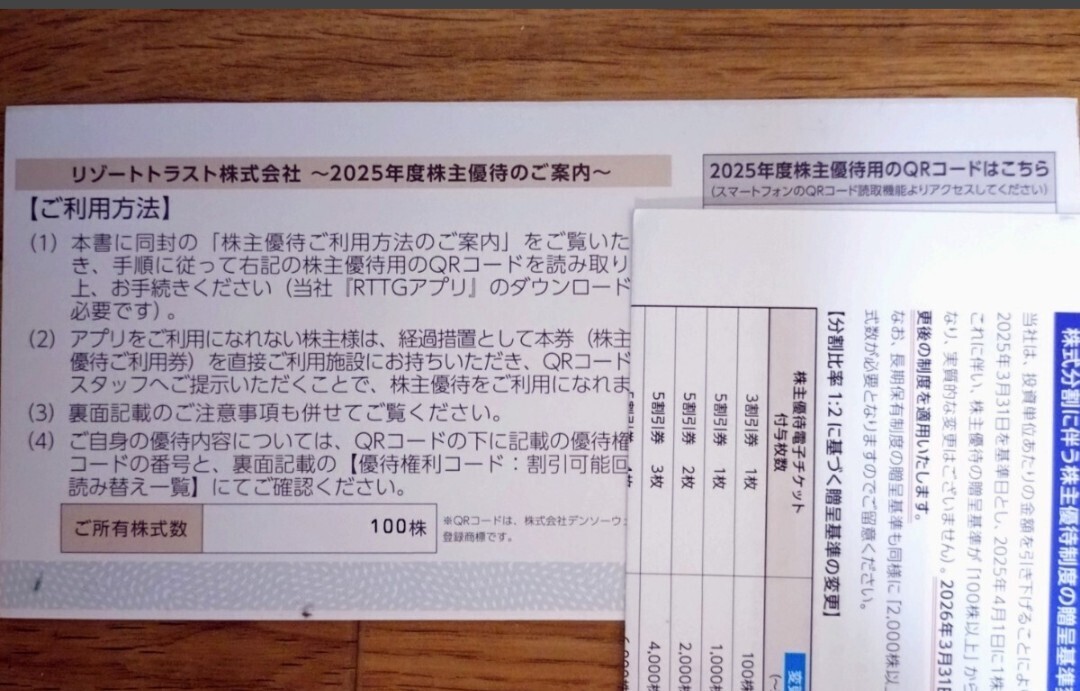 リゾートトラスト株式会社 ～2025年度株主優待のご案内～
【ご利用方法】
(1) 本書に同封の「株主優待ご利用方法のご案内」をご覧いた
き、手順に従って右記の株主優待用のQRコードを読み取り
上、お手続きください（当社『RTTGアプリ』のダウンロード
必要です）。
(2) アプリをご利用になれない株主様は、経過措置として本券（株主
優待ご利用券）を直接ご利用施設にお持ちいただき、QRコード
スタッフへご提示いただくことで、株主優待をご利用になれま
(3) 裏面記載のご注意事項も併せてご覧ください。
(4) ご自身の優待内容については、QRコードの下に記載の優待権
コードの番号と、裏面記載の【優待権利コード：割引可能回
読み替え一覧】にてご確認ください。
ご所有株式数 100株
※QRコードは、株式会社デンソーウ
登録商標です。
2025年度株主優待用のQRコードはこちら
（スマートフォンのQRコード読取機能よりアクセスしてください）
株式分割に伴う株主優待制度の贈呈基準
当社は、投資単位あたりの金額を引き下げることによ
2025年3月31日を基準日とし、2025年4月1日に1株
これに伴い、株主優待の贈呈基準が「100株以上」か
なり、実質的な変更はございません）。2026年3月31日
更後の制度を適用いたします。
なお、長期保有制度の贈呈基準も同様に「2,000株以
式数が必要となりますのでご留意ください。
【分割比率 1:2 に基づく贈呈基準の変更】
株主優待電子チケット
付与枚数
変更
3割引券 1枚
100株
5割引券 1枚
1,000株
5割引券 2枚
2,000株
5割引券 3枚
4,000株